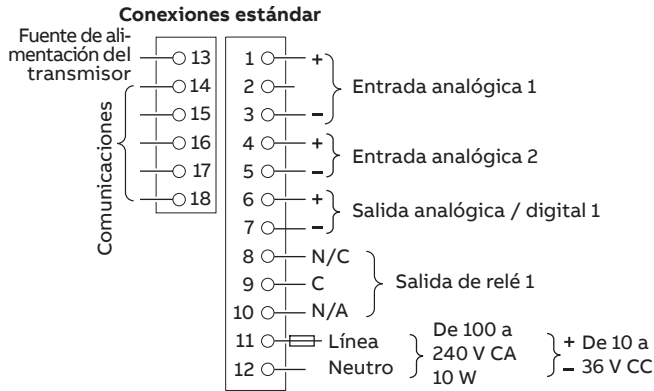 Conexiones estándar
Fuente de ali-
mentación del
transmisor
13
14
15
16
17
18
Comunicaciones
1 +
2
3 –
Entrada analógica 1
4 +
5 –
Entrada analógica 2
6 +
7 –
Salida analógica / digital 1
8 N/C
9 C
10 N/A
Salida de relé 1
11 Línea
12 Neutro
De 100 a
240 V CA
10 W
+ De 10 a
– 36 V CC